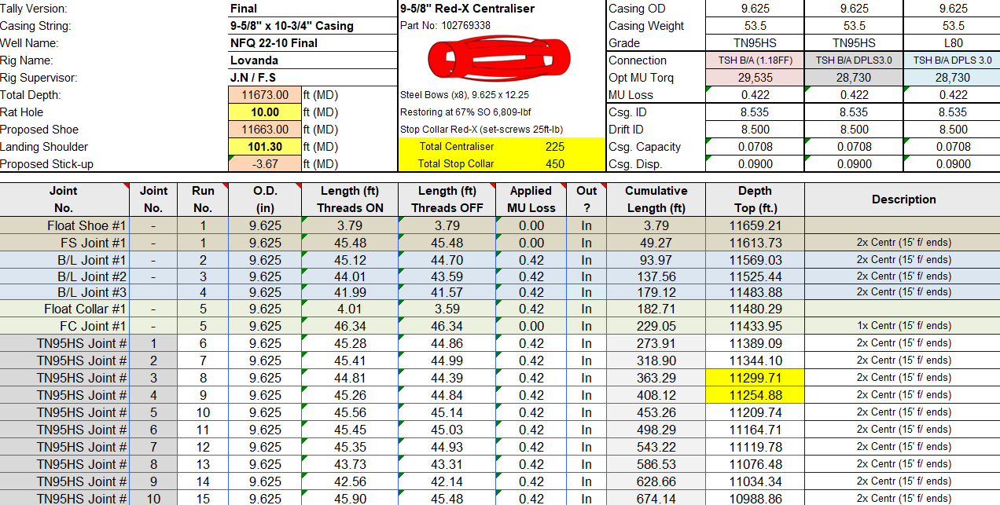 Tally Version: Final 9-5/8" Red-X Centraliser Casing OD 9.625 9.625 9.625
Casing String: 9-5/8" x 10-3/4" Casing Part No: 102769338 Casing Weight 53.5 53.5 53.5
Well Name: NFQ 22-10 Final Grade TN95HS TN95HS L80
Rig Name: Lovanda Connection TSH B/A (1.18FF) TSH B/A DPLS3.0 TSH B/A DPLS 3.0
Rig Supervisor: J.N / F.S Opt MU Torq 29,535 28,730 28,730
Total Depth: 11673.00 ft (MD) Steel Bows (x8), 9.625 x 12.25 MU Loss 0.422 0.422 0.422
Rat Hole 10.00 ft (MD) Restoring at 67% SO 6,809-lbf Csg. ID 8.535 8.535 8.535
Proposed Shoe 11663.00 ft (MD) Stop Collar Red-X (set-screws 25ft-lb) Drift ID 8.500 8.500 8.500
Landing Shoulder 101.30 ft (MD) Total Centraliser 225 Csg. Capacity 0.0708 0.0708 0.0708
Proposed Stick-up -3.67 ft (MD) Total Stop Collar 450 Csg. Disp. 0.0900 0.0900 0.0900
Joint Joint Run O.D. Length (ft) Length (ft) Applied Out Cumulative Depth Description
No. No. No. (in) Threads ON Threads OFF MU Loss ? Length (ft) Top (ft.)
Float Shoe #1 - 1 9.625 3.79 3.79 0.00 In 3.79 11659.21
FS Joint #1 - 1 9.625 45.48 45.48 0.00 In 49.27 11613.73 2x Centr (15' f/ ends)
B/L Joint #1 - 2 9.625 45.12 44.70 0.42 In 93.97 11569.03 2x Centr (15' f/ ends)
B/L Joint #2 - 3 9.625 44.01 43.59 0.42 In 137.56 11525.44 2x Centr (15' f/ ends)
B/L Joint #3 4 9.625 41.99 41.57 0.42 In 179.12 11483.88 2x Centr (15' f/ ends)
Float Collar #1 - 5 9.625 4.01 3.59 0.42 In 182.71 11480.29
FC Joint #1 - 5 9.625 46.34 46.34 0.00 In 229.05 11433.95 1x Centr (15' f/ ends)
TN95HS Joint # 1 6 9.625 45.28 44.86 0.42 In 273.91 11389.09 2x Centr (15' f/ ends)
TN95HS Joint # 2 7 9.625 45.41 44.99 0.42 In 318.90 11344.10 2x Centr (15' f/ ends)
TN95HS Joint # 3 8 9.625 44.81 44.39 0.42 In 363.29 11299.71 2x Centr (15' f/ ends)
TN95HS Joint # 4 9 9.625 45.26 44.84 0.42 In 408.12 11254.88 2x Centr (15' f/ ends)
TN95HS Joint # 5 10 9.625 45.56 45.14 0.42 In 453.26 11209.74 2x Centr (15' f/ ends)
TN95HS Joint # 6 11 9.625 45.45 45.03 0.42 In 498.29 11164.71 2x Centr (15' f/ ends)
TN95HS Joint # 7 12 9.625 45.35 44.93 0.42 In 543.22 11119.78 2x Centr (15' f/ ends)
TN95HS Joint # 8 13 9.625 43.73 43.31 0.42 In 586.53 11076.48 2x Centr (15' f/ ends)
TN95HS Joint # 9 14 9.625 42.56 42.14 0.42 In 628.66 11034.34 2x Centr (15' f/ ends)
TN95HS Joint # 10 15 9.625 45.90 45.48 0.42 In 674.14 10988.86 2x Centr (15' f/ ends)